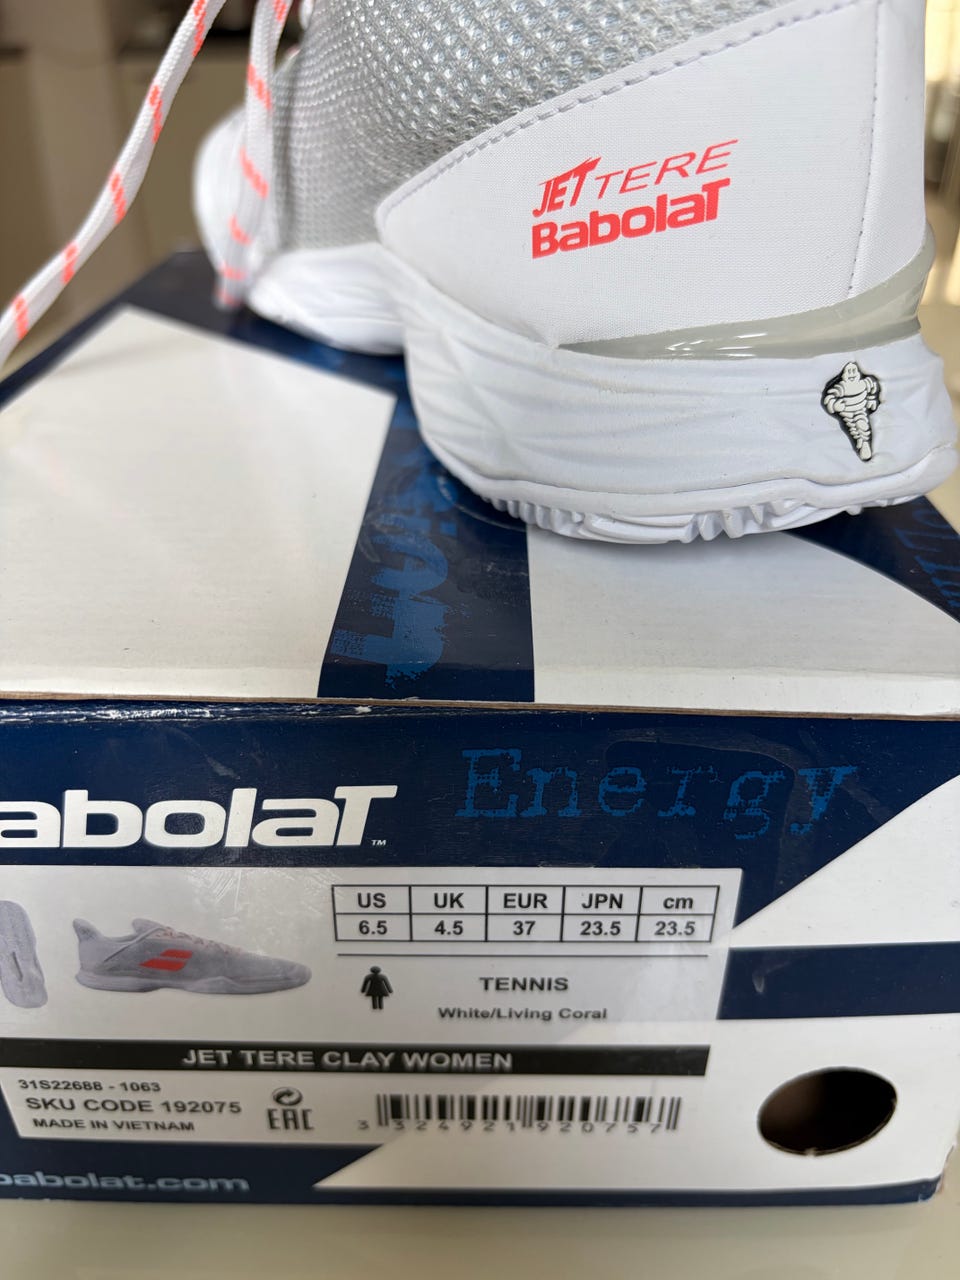 JET TERE
BabolaT
abolaT™
Energy
US UK EUR JPN cm
6.5 4.5 37 23.5 23.5
TENNIS
White/Living Coral
JET TERE CLAY WOMEN
31S22688 - 1063
SKU CODE 192075
MADE IN VIETNAM
EAC
3 324921 920757
babolat.com